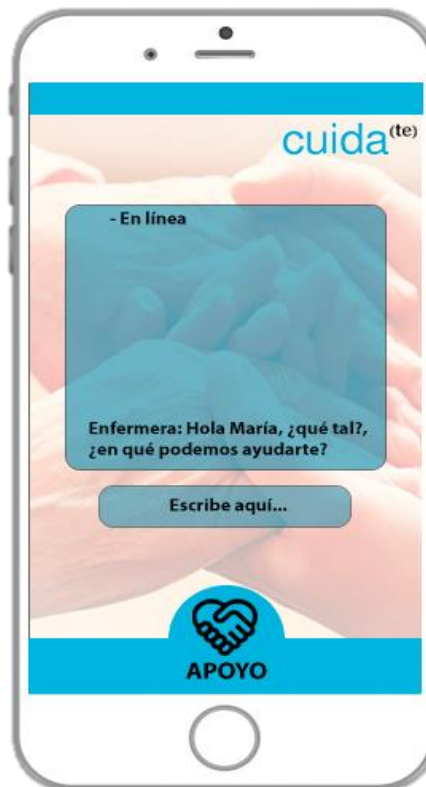 cuida(te)
- En línea
Enfermera: Hola María, ¿qué tal?,
¿en qué podemos ayudarte?
Escribe aquí...
APOYO